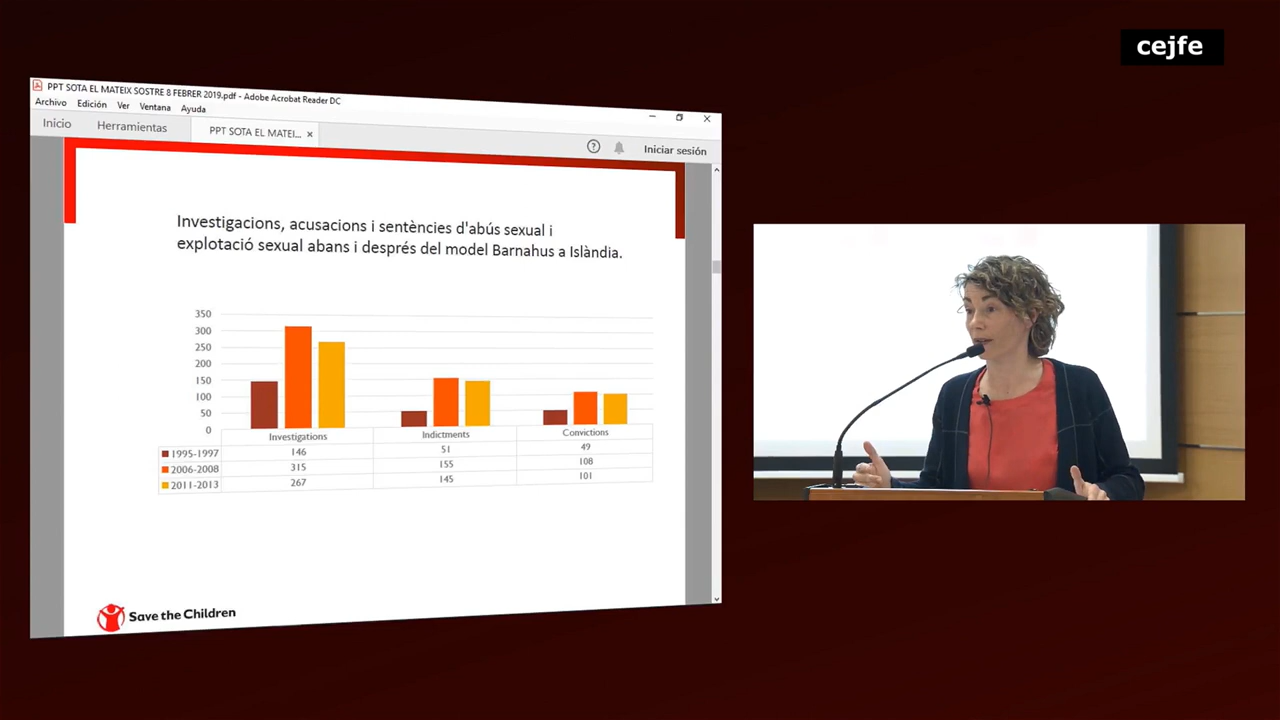 cejfe
PPT SOTA EL MATEIX SOSTRE 8 FEBRER 2019.pdf - Adobe Acrobat Reader DC
Archivo Edición Ver Ventana Ayuda
Inicio Herramientas PPT SOTA EL MATEI... × Iniciar sesión
Investigacions, acusacions i sentències d'abús sexual i
explotació sexual abans i després del model Barnahus a Islàndia.
350
300
250
200
150
100
50
0
Investigations Indictments Convictions
1995-1997 146 51 49
2006-2008 315 155 108
2011-2013 267 145 101
Save the Children